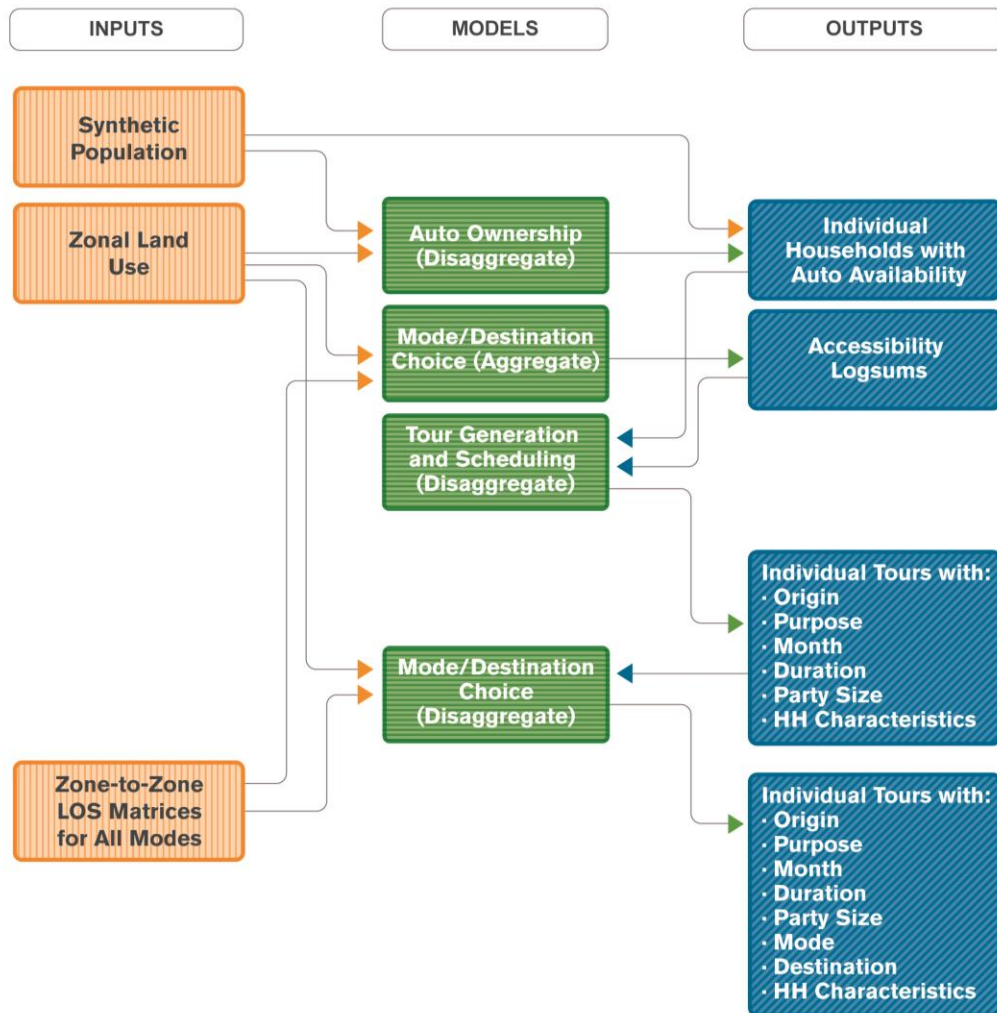 INPUTS
MODELS
OUTPUTS
Synthetic
Population
Zonal Land
Use
Zone-to-Zone
LOS Matrices
for All Modes
Auto Ownership
(Disaggregate)
Mode/Destination
Choice (Aggregate)
Tour Generation
and Scheduling
(Disaggregate)
Mode/Destination
Choice
(Disaggregate)
Individual
Households with
Auto Availability
Accessibility
Logsums
Individual Tours with:
· Origin
· Purpose
· Month
· Duration
· Party Size
· HH Characteristics
Individual Tours with:
· Origin
· Purpose
· Month
· Duration
· Party Size
· Mode
· Destination
· HH Characteristics